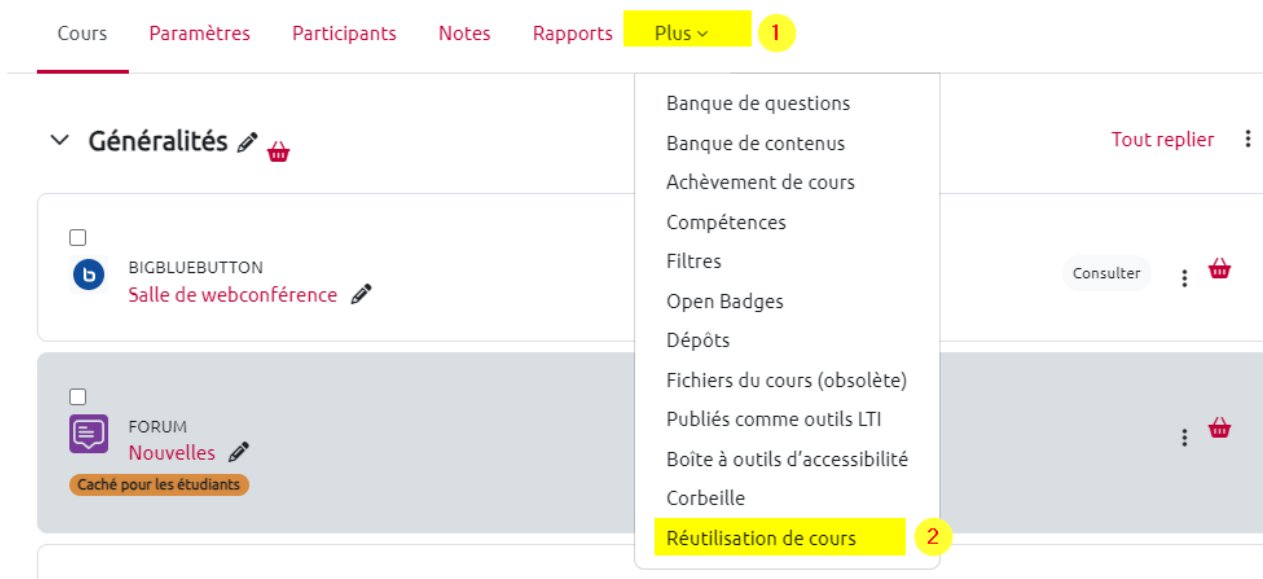 Cours Paramètres Participants Notes Rapports Plus 1
Banque de questions
Banque de contenus
Achèvement de cours
Compétences
Filtres
Open Badges
Dépôts
Fichiers du cours (obsolète)
Publiés comme outils LTI
Boîte à outils d’accessibilité
Corbeille
Réutilisation de cours 2
Généralités
Tout replier
BIGBLUEBUTTON
Salle de webconférence
Consulter
FORUM
Nouvelles
Caché pour les étudiants